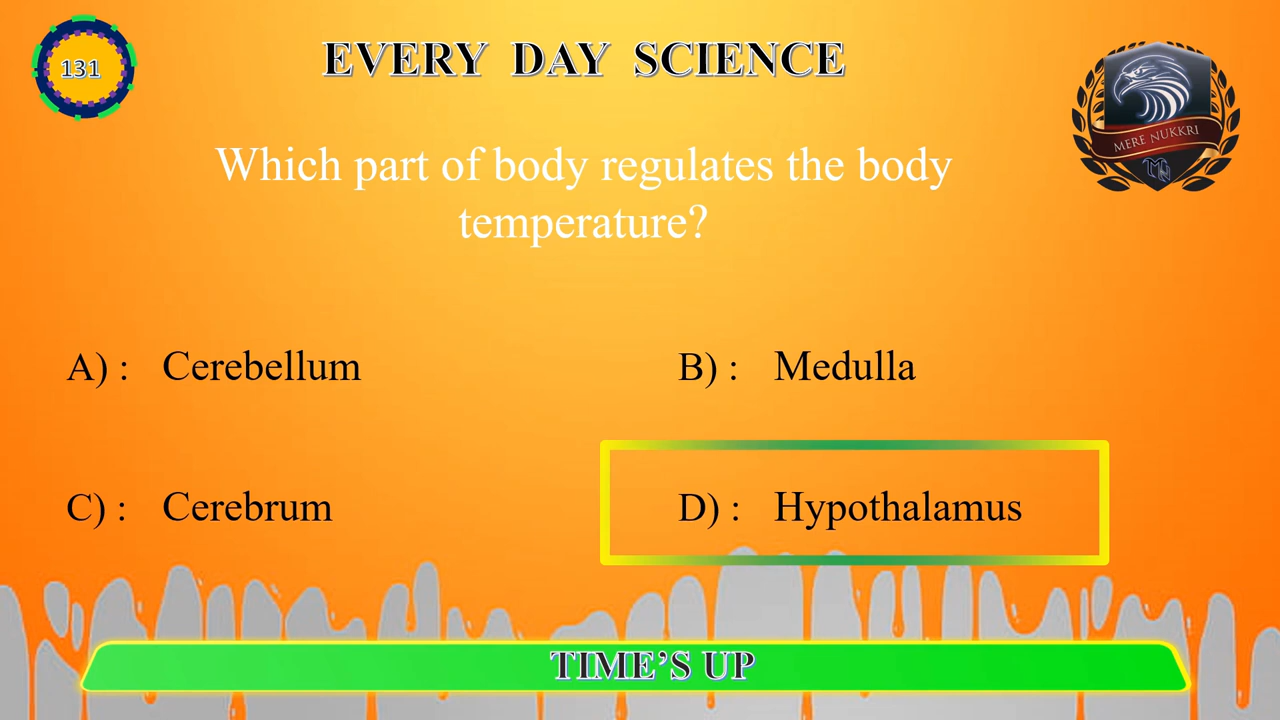 131
EVERY DAY SCIENCE
MERE NUKKRI
MN
Which part of body regulates the body
temperature?
A) : Cerebellum
B) : Medulla
C) : Cerebrum
D) : Hypothalamus
TIME'S UP